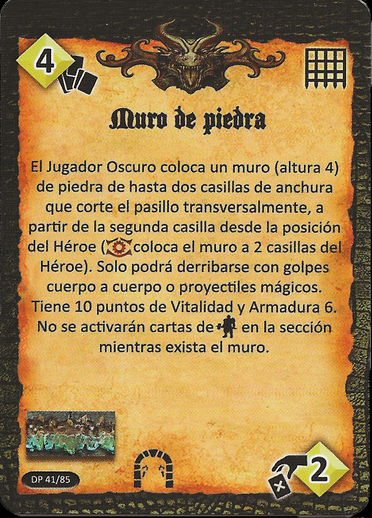 4
Muro de piedra
El Jugador Oscuro coloca un muro (altura 4)
de piedra de hasta dos casillas de anchura
que corte el pasillo transversalmente, a
partir de la segunda casilla desde la posición
del Héroe (coloca el muro a 2 casillas del
Héroe). Solo podrá derribarse con golpes
cuerpo a cuerpo o proyectiles mágicos.
Tiene 10 puntos de Vitalidad y Armadura 6.
No se activarán cartas de en la sección
mientras exista el muro.
DP 41/85
2